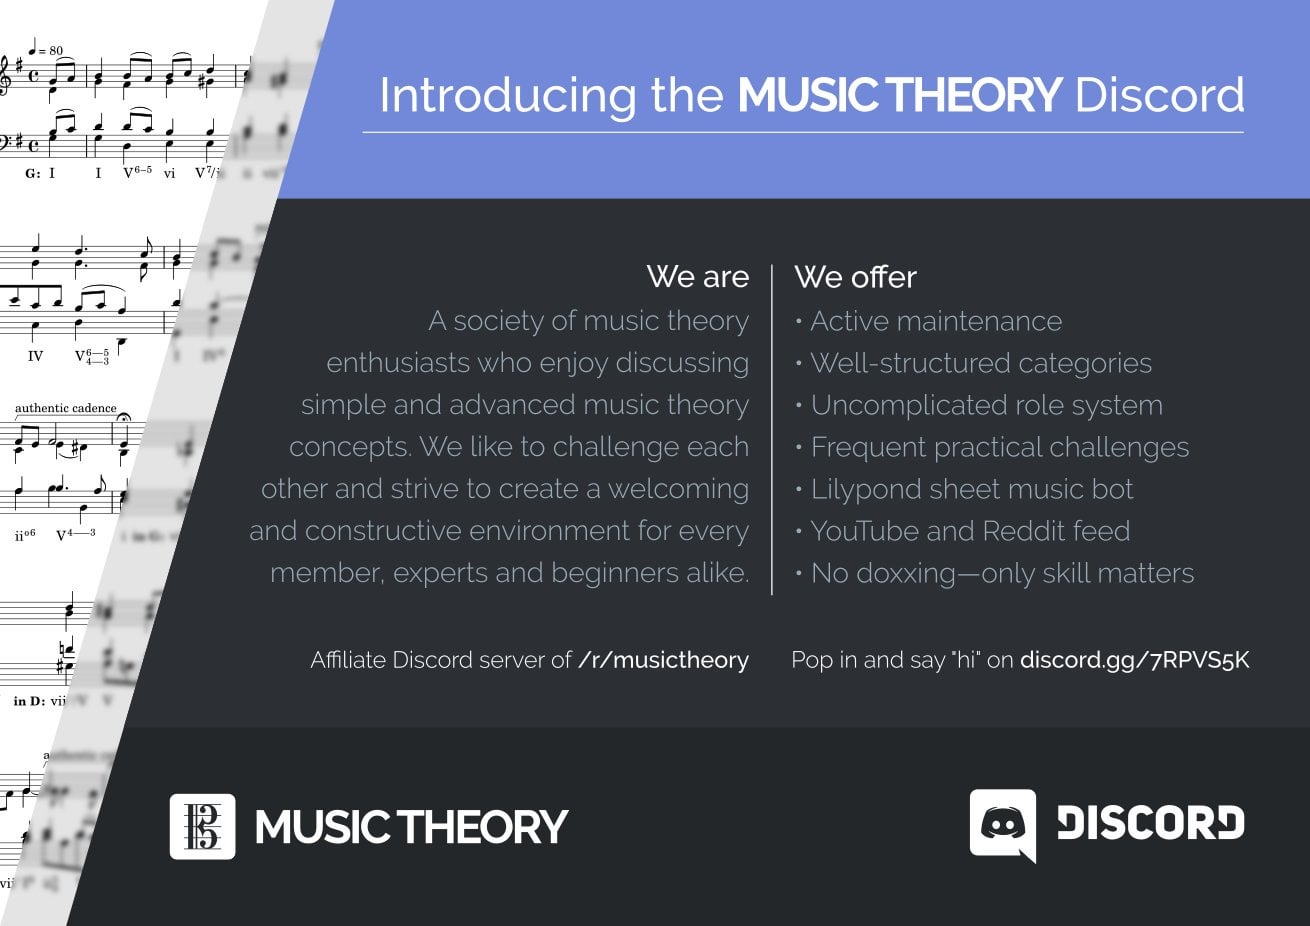 = 80
G: I I V6–5 vi V7/ii
IV V6–5 4–3
authentic cadence
iiø6 V4–3
in D: vii
Introducing the MUSIC THEORY Discord
We are
A society of music theory
enthusiasts who enjoy discussing
simple and advanced music theory
concepts. We like to challenge each
other and strive to create a welcoming
and constructive environment for every
member, experts and beginners alike.
We offer
• Active maintenance
• Well-structured categories
• Uncomplicated role system
• Frequent practical challenges
• Lilypond sheet music bot
• YouTube and Reddit feed
• No doxxing—only skill matters
Affiliate Discord server of /r/musictheory
Pop in and say "hi" on discord.gg/7RPVS5K
MUSIC THEORY
DISCORD